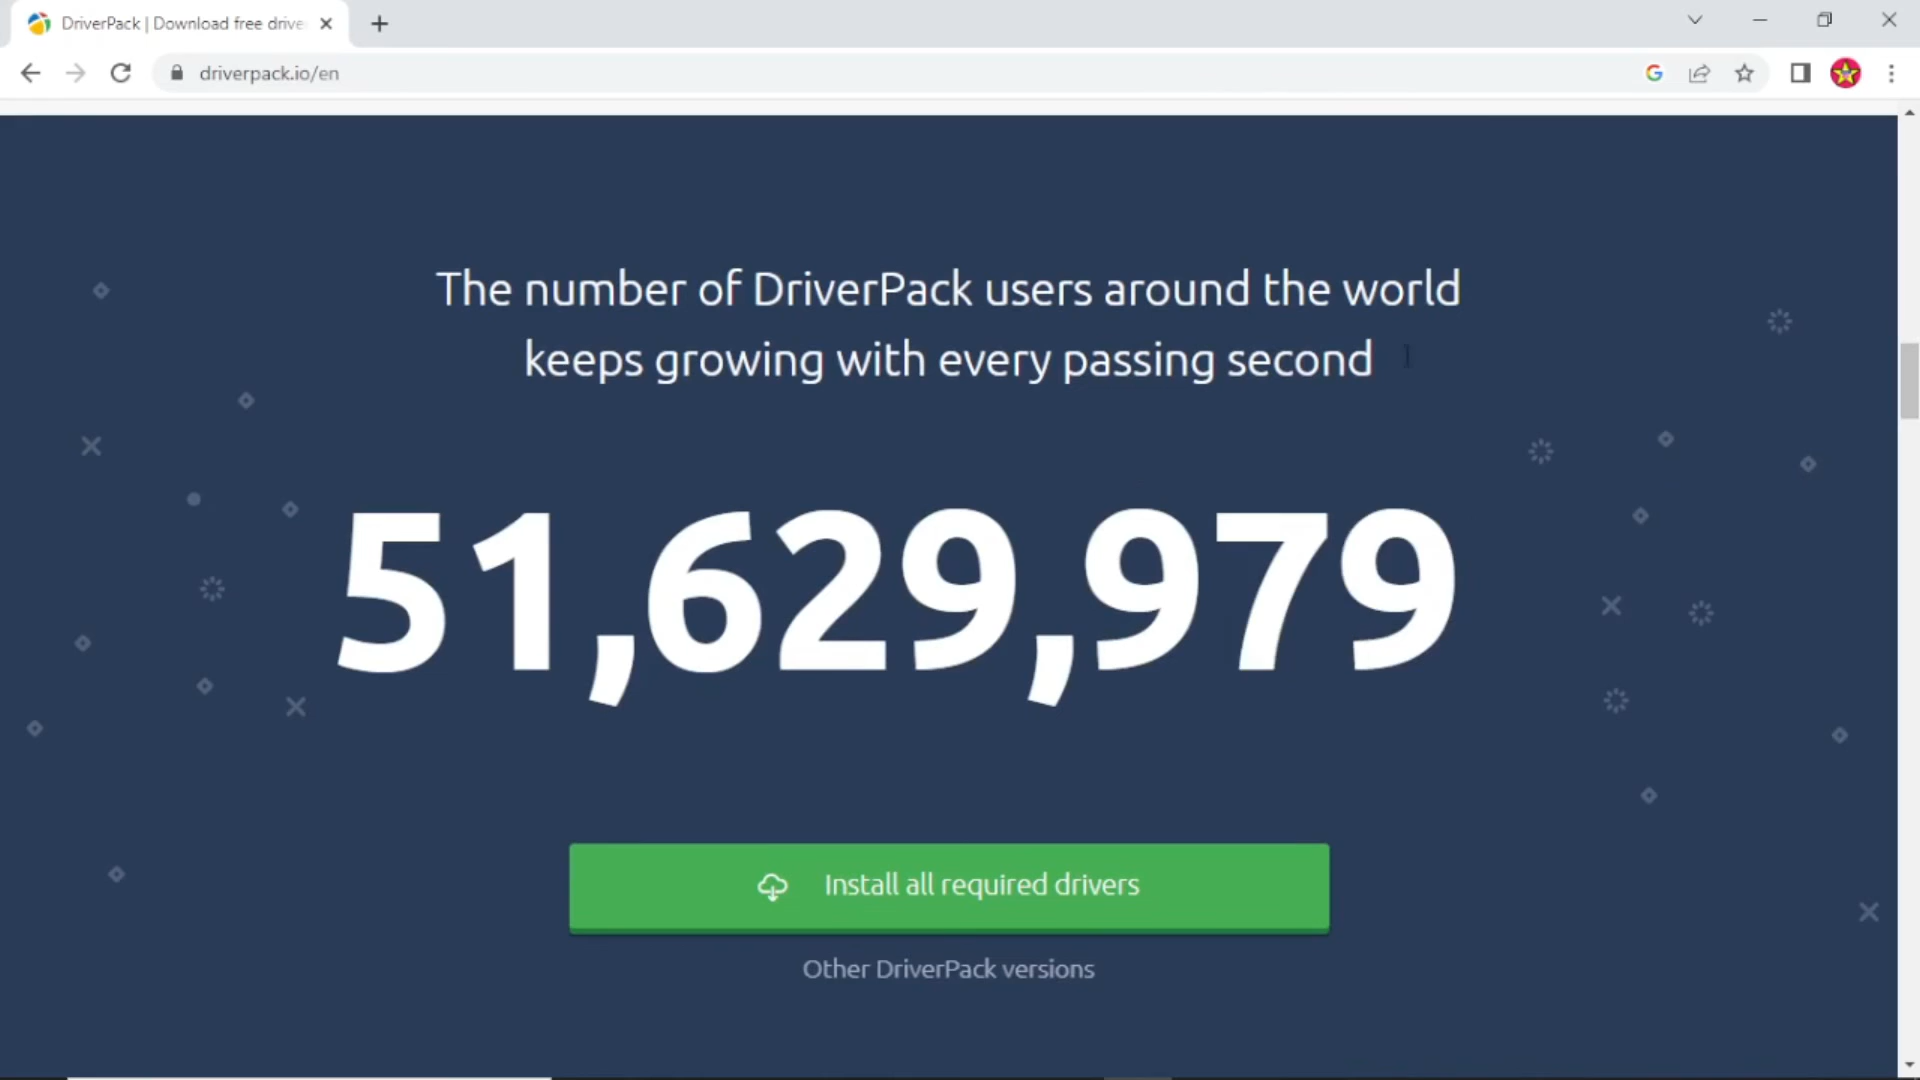 DriverPack | Download free drive
driverpack.io/en
The number of DriverPack users around the world
keeps growing with every passing second
51,629,979
Install all required drivers
Other DriverPack versions